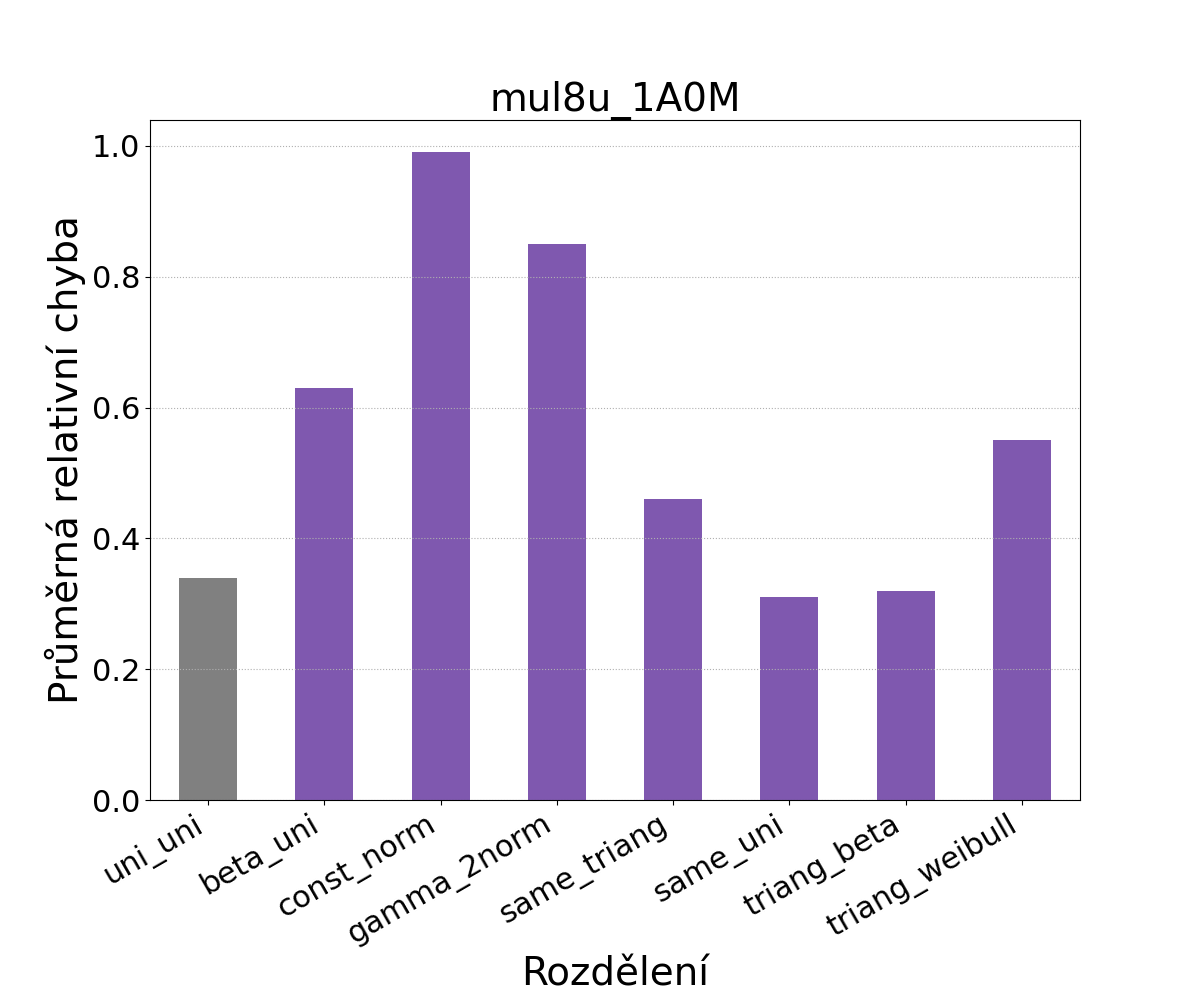 mul8u_1A0M
Průměrná relativní chyba
1.0
0.8
0.6
0.4
0.2
0.0
uni_uni
beta_uni
const_norm
gamma_2norm
same_triang
same_uni
triang_beta
triang_weibull
Rozdělení